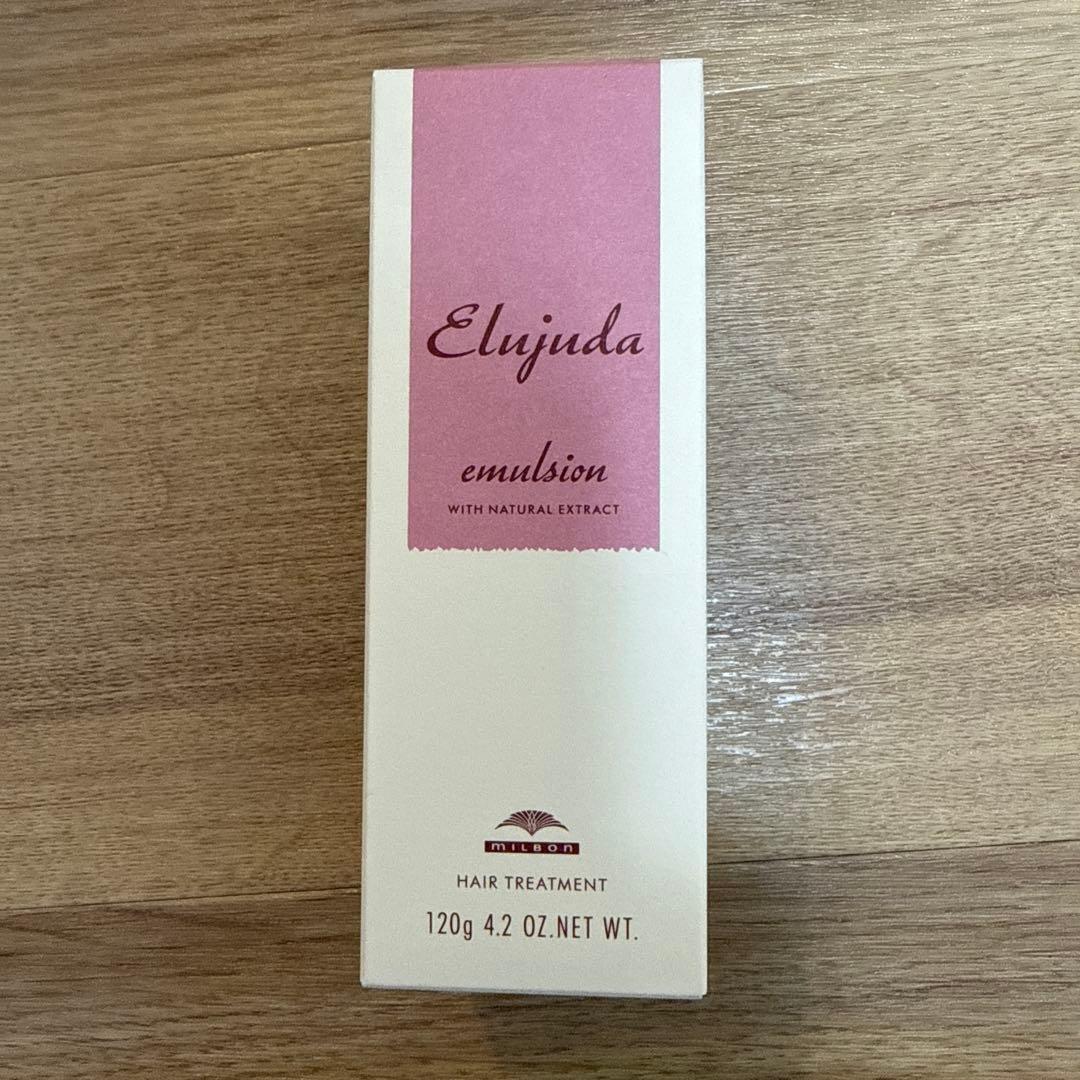 Elujuda
emulsion
WITH NATURAL EXTRACT
MILBON
HAIR TREATMENT
120g 4.2 OZ.NET WT.